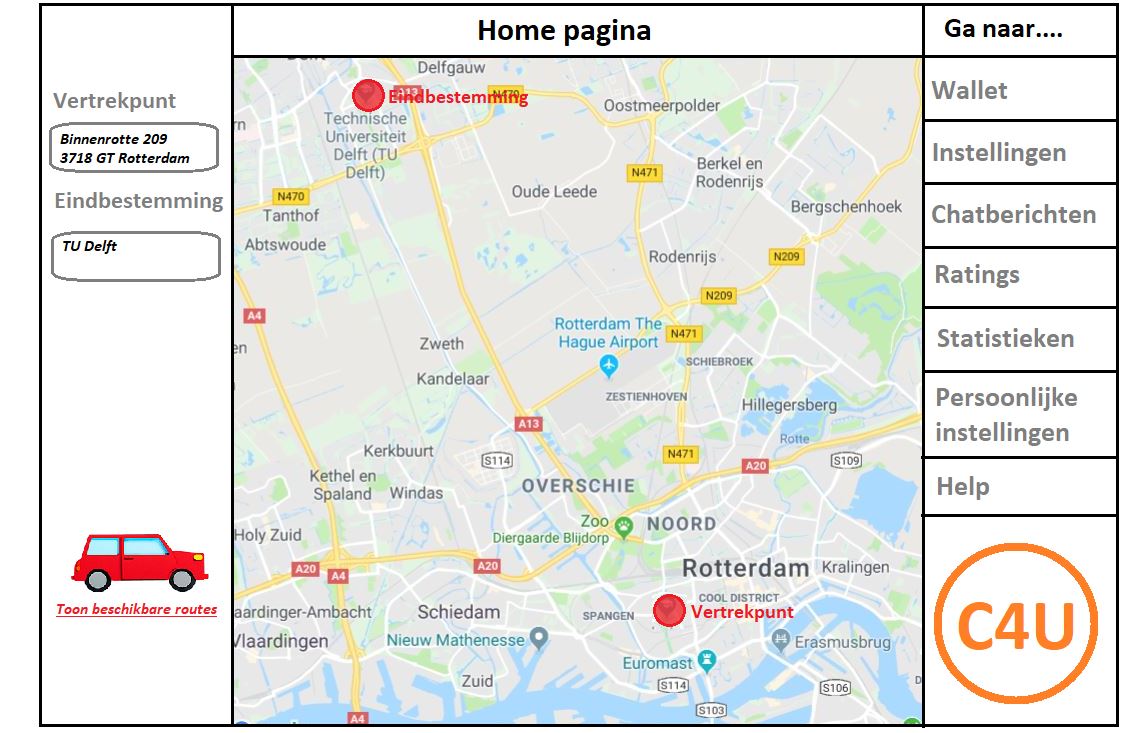 Home pagina
Ga naar....
Vertrekpunt
Binnenrotte 209
3718 GT Rotterdam
Eindbestemming
TU Delft
Toon beschikbare routes
Delfgauw
A13
Eindbestemming
N470
Oostmeerpolder
Technische
Universiteit
Delft (TU
Delft)
Berkel en
Rodenrijs
N471
Oude Leede
N470
Tanthof
Bergschenhoek
Abtswoude
Rodenrijs
N209
N209
A4
Rotterdam The
Hague Airport
N471
Zweth
SCHIEBROEK
Kandelaar
ZESTIENHOVEN
Hillegersberg
A13
Rotte
Kerkbuurt
S114
N471
A20
S109
Kethel en
Spaland
Windas
OVERSCHIE
Zoo
Diergaarde Blijdorp
NOORD
Holy Zuid
A20
A4
A20
Rotterdam
Kralingen
COOL DISTRICT
aardinger-Ambacht
Schiedam
SPANGEN
Vertrekpunt
Vlaardingen
Nieuw Mathenesse
Erasmusbrug
Euromast
Zuid
S114
S106
S103
A4
Wallet
Instellingen
Chatberichten
Ratings
Statistieken
Persoonlijke
instellingen
Help
C4U